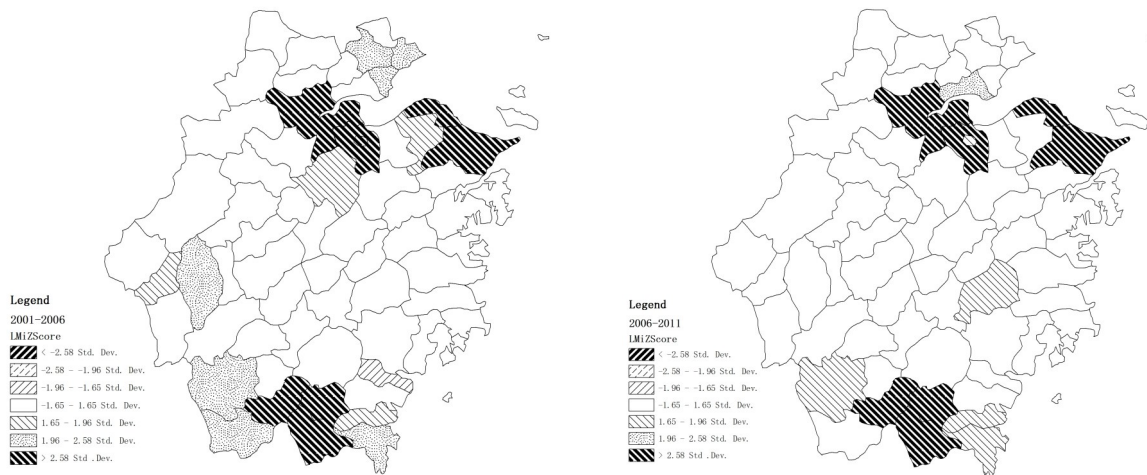 Legend
2001-2006
LMiZScore
< -2.58 Std. Dev.
-2.58 - -1.96 Std. Dev.
-1.96 - -1.65 Std. Dev.
-1.65 - 1.65 Std. Dev.
1.65 - 1.96 Std. Dev.
1.96 - 2.58 Std. Dev.
> 2.58 Std .Dev.
Legend
2006-2011
LMiZScore
< -2.58 Std. Dev.
-2.58 - -1.96 Std. Dev.
-1.96 - -1.65 Std. Dev.
-1.65 - 1.65 Std. Dev.
1.65 - 1.96 Std. Dev.
1.96 - 2.58 Std. Dev.
> 2.58 Std .Dev.